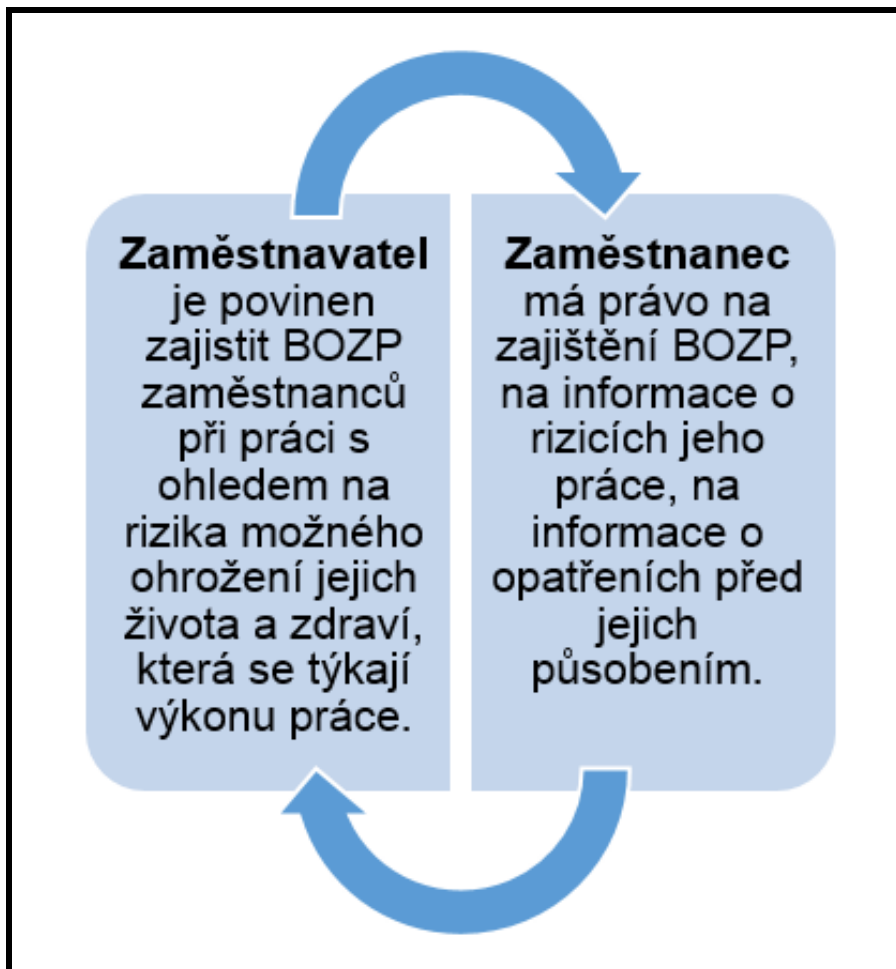 Zaměstnavatel
je povinen
zajistit BOZP
zaměstnanců
při práci s
ohledem na
rizika možného
ohrožení jejich
života a zdraví,
která se týkají
výkonu práce.
Zaměstnanec
má právo na
zajištění BOZP,
na informace o
rizicích jeho
práce, na
informace o
opatřeních před
jejich
působením.